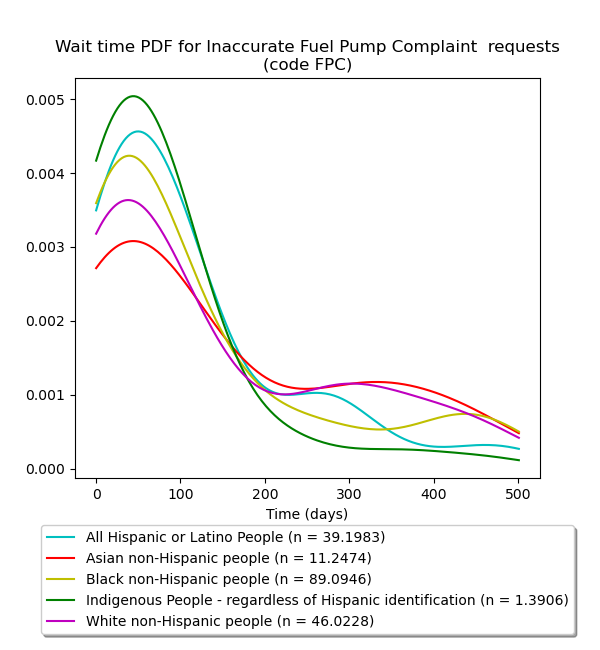 Wait time PDF for Inaccurate Fuel Pump Complaint  requests
(code FPC)
0.005
0.004
0.003
0.002
0.001
0.000
0 100 200 300 400 500
Time (days)
All Hispanic or Latino People (n = 39.1983)
Asian non-Hispanic people (n = 11.2474)
Black non-Hispanic people (n = 89.0946)
Indigenous People - regardless of Hispanic identification (n = 1.3906)
White non-Hispanic people (n = 46.0228)